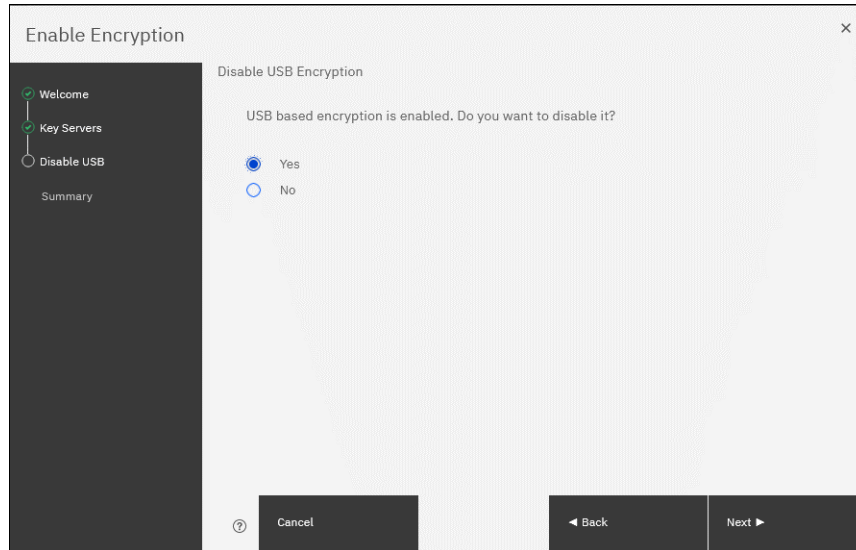 Enable Encryption
Welcome
Key Servers
Disable USB
Summary
Disable USB Encryption
USB based encryption is enabled. Do you want to disable it?
Yes
No
? Cancel ◄ Back Next ►